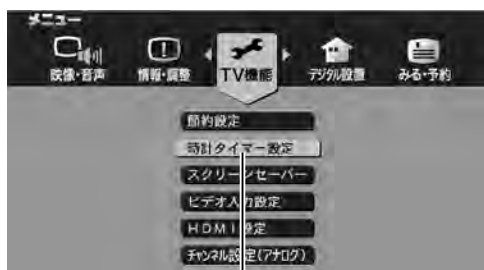 メニュー
映像・音声 情報・調整 TV機能 デジタル設置 みる・予約
節約設定
時計タイマー設定
スクリーンセーバー
ビデオ入力設定
HDMI設定
チャンネル設定(アナログ)